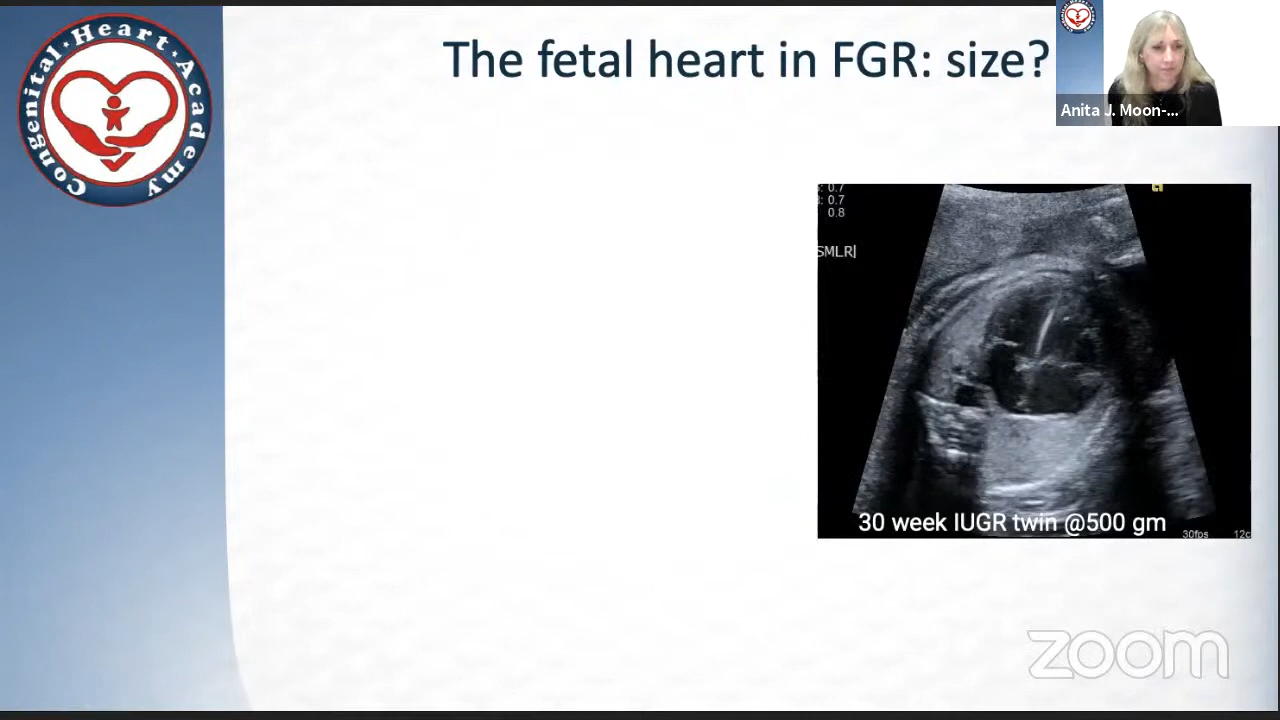 Congenital·Heart·Academy
The fetal heart in FGR: size?
Anita J. Moon-...
: 0.7
: 0.7
0.8
SMLR
30 week IUGR twin @500 gm
30fps
zoom